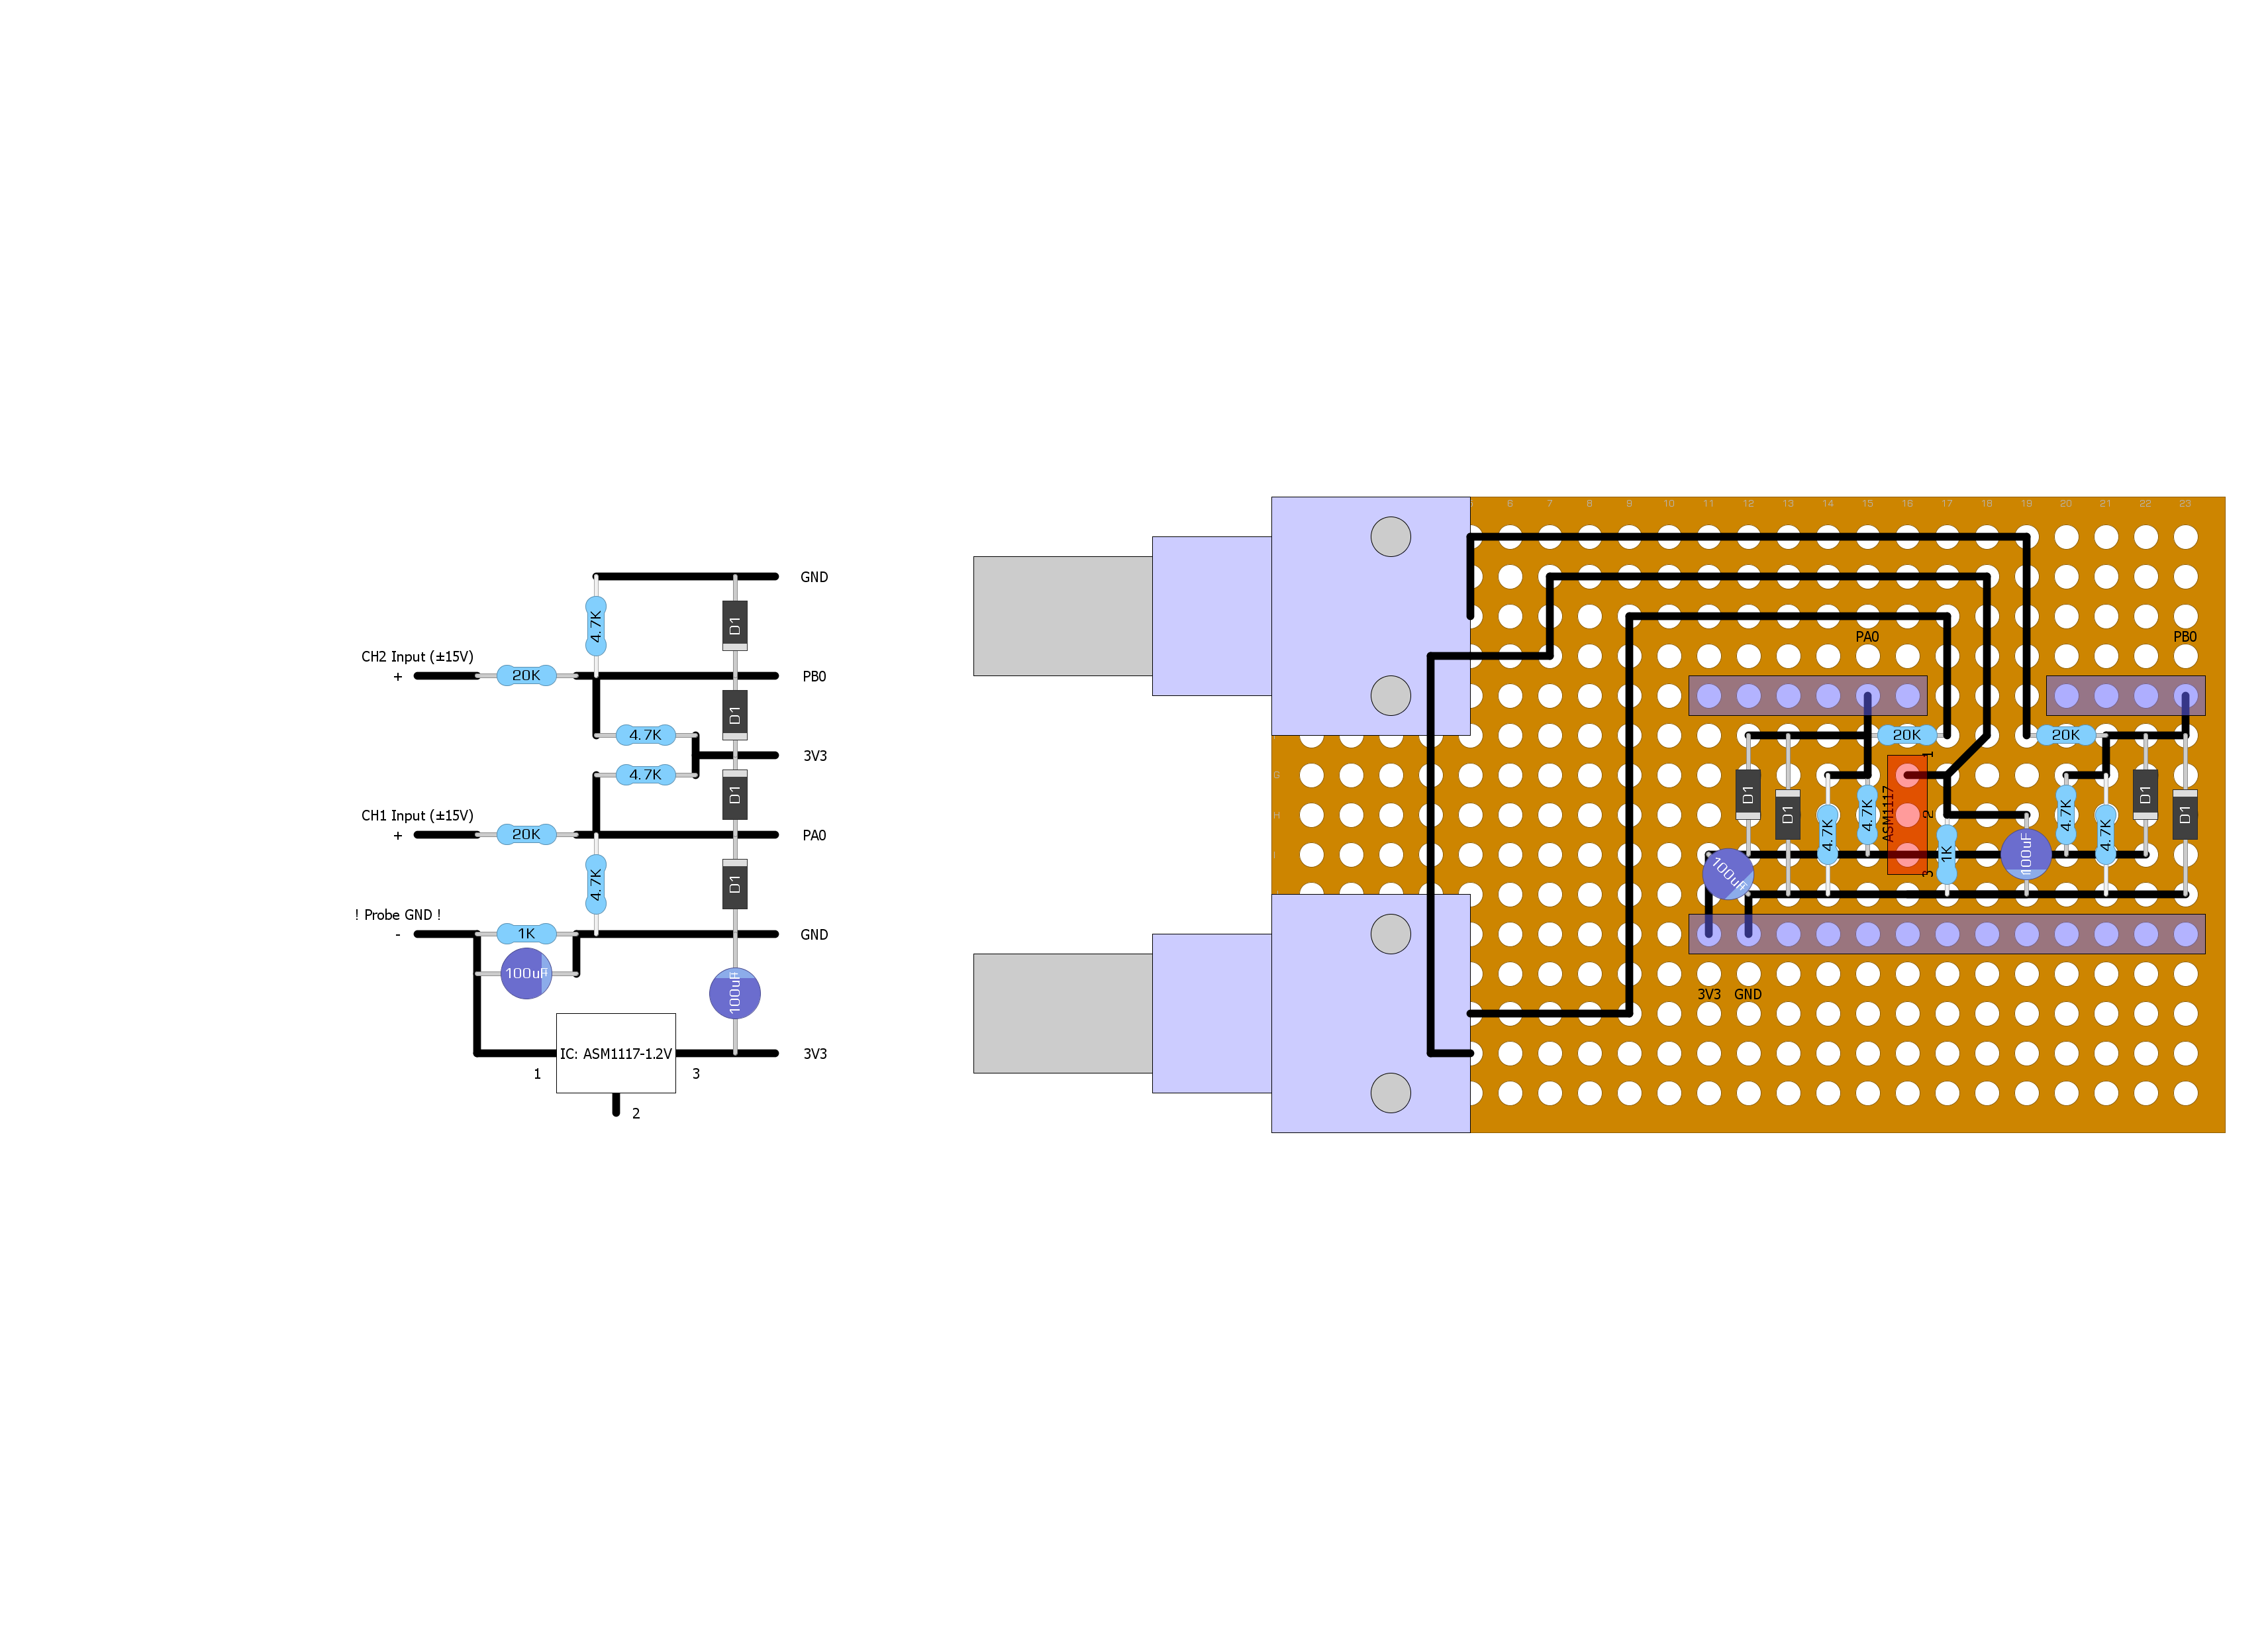 GND
4.7K
D1
CH2 Input (±15V)
+
20K
PB0
D1
4.7K
3V3
4.7K
D1
CH1 Input (±15V)
+
20K
PA0
4.7K
D1
! Probe GND !
-
1K
GND
100uF
100uF
IC: ASM1117-1.2V
3V3
1
3
2
6 7 8 9 10 11 12 13 14 15 16 17 18 19 20 21 22 23
PA0
PB0
20K
20K
1
G
D1
D1
4.7K
4.7K
ASM1117
2
4.7K
4.7K
D1
D1
H
I
1K
100uF
100uF
3
3V3
GND